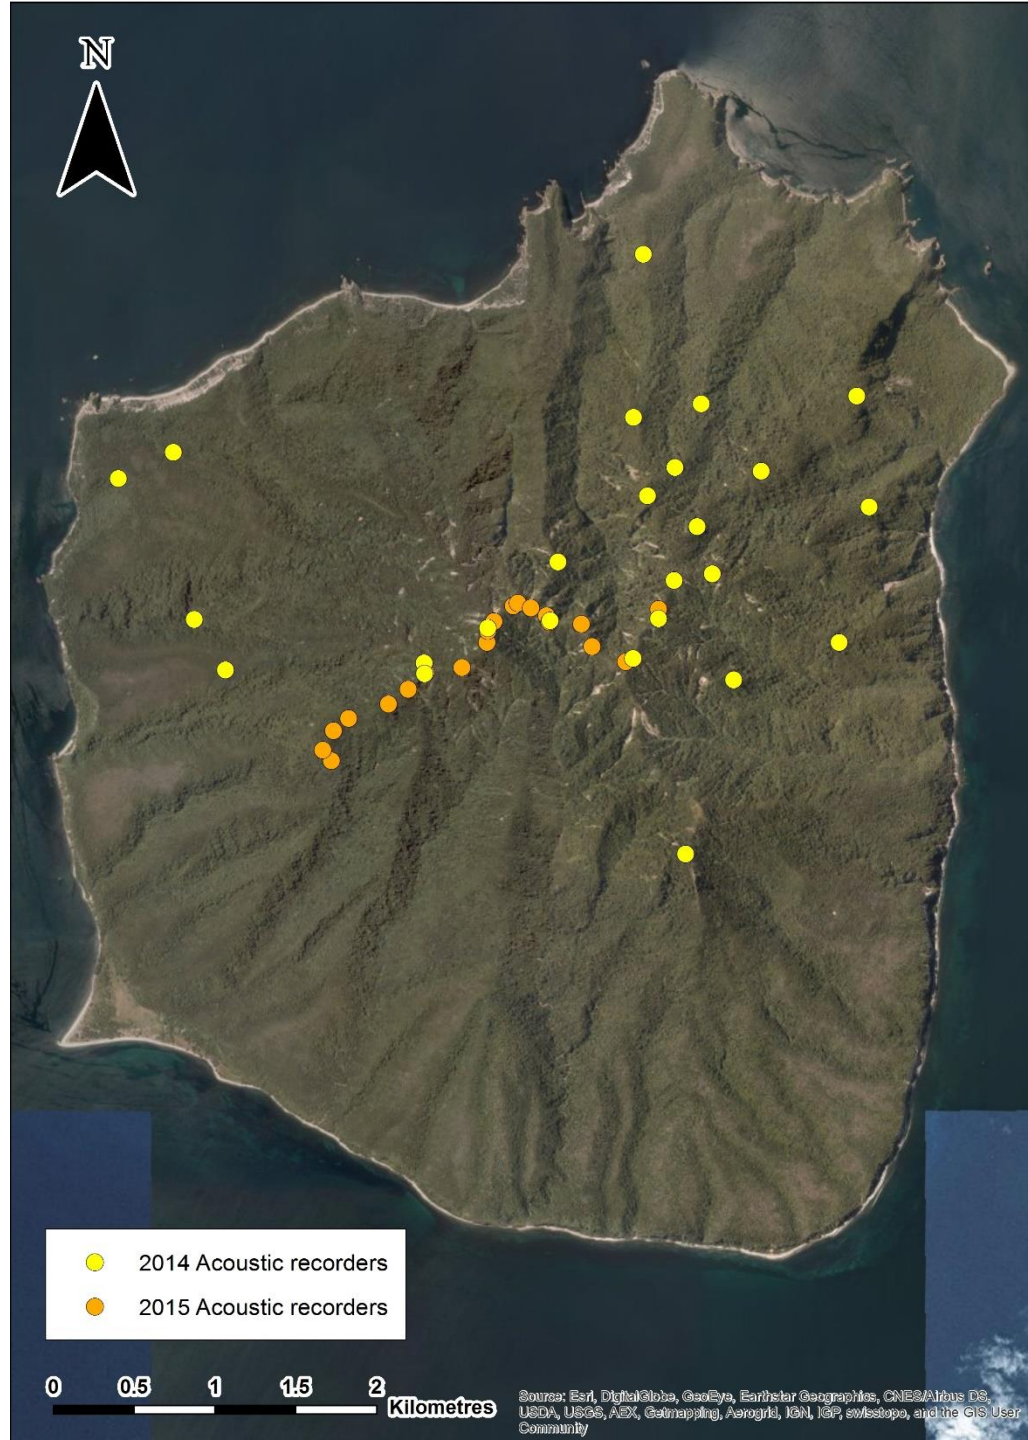 N
2014 Acoustic recorders
2015 Acoustic recorders
0 0.5 1 1.5 2
Kilometres
Source: Esri, DigitalGlobe, GeoEye, Earthstar Geographics, CNES/Airbus DS,
USDA, USGS, AEX, Getmapping, Aerogrid, IGN, IGP, swisstopo, and the GIS User
Community